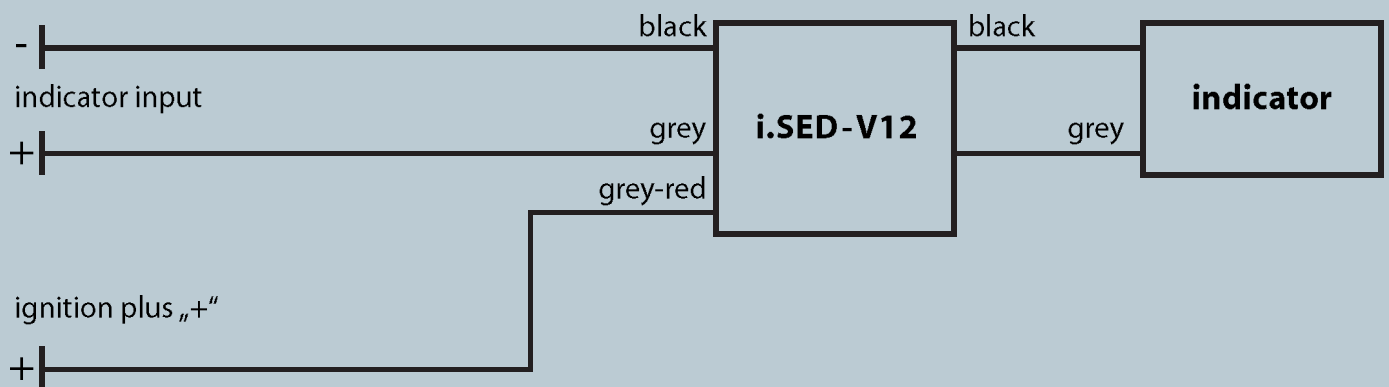 black
black
-
indicator input
indicator
grey
i.SED-V12
grey
+
grey-red
ignition plus „+“
+